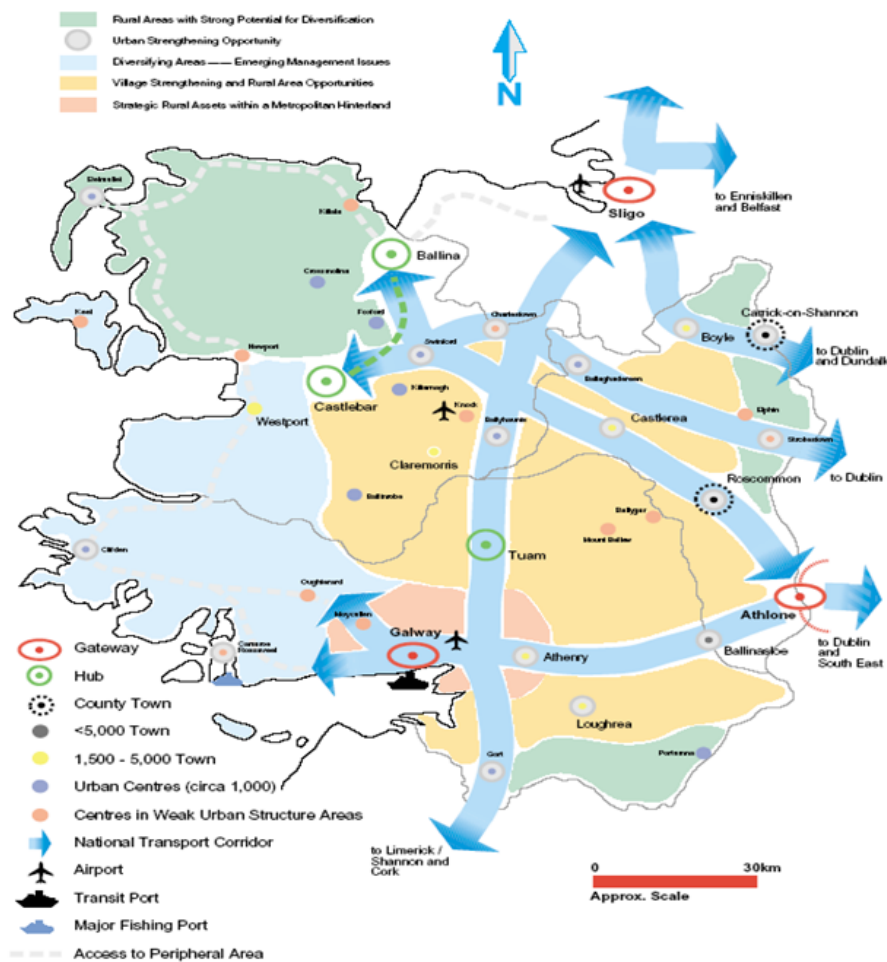 Rural Areas with Strong Potential for Diversification
Urban Strengthening Opportunity
Diversifying Areas —— Emerging Management Issues
Village Strengthening and Rural Area Opportunities
Strategic Rural Assets within a Metropolitan Hinterland
N
to Enniskillen
and Belfast
Sligo
Belmullet
Killala
Ballina
Crossmolina
Foxford
Keel
Charlestown
Carrick-on-Shannon
Boyle
Newport
Swinford
to Dublin
and Dundalk
Ballaghadereen
Castlebar
Kiltamagh
Knock
Westport
Elphin
Castlerea
Ballyhaunis
Strokestown
Claremorris
to Dublin
Roscommon
Ballinrobe
Ballygar
Mount Bellew
Clifden
Tuam
Oughterard
Athlone
Moycullen
Galway
Ballinasloe
to Dublin
and
South East
Athenry
Carraroe
Rossaveel
Loughrea
Gort
Portumna
to Limerick /
Shannon and
Cork
0 30km
Approx. Scale
Gateway
Hub
County Town
<5,000 Town
1,500 - 5,000 Town
Urban Centres (circa 1,000)
Centres in Weak Urban Structure Areas
National Transport Corridor
Airport
Transit Port
Major Fishing Port
Access to Peripheral Area